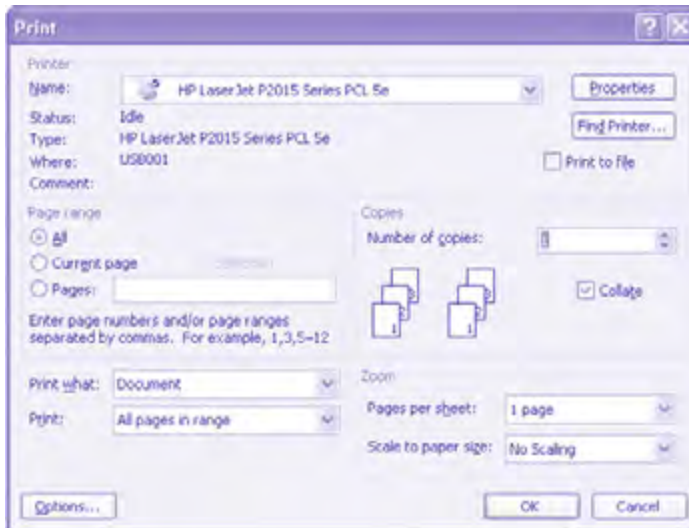 Print
Printer
Name: HP LaserJet P2015 Series PCL 5e
Properties
Status: Idle
Find Printer...
Type: HP LaserJet P2015 Series PCL 5e
Where: USB001
Print to file
Comment:
Page range
All
Current page
Pages:
Enter page numbers and/or page ranges
separated by commas. For example, 1,3,5-12
Copies
Number of copies: 1
Collate
Print what: Document
Print: All pages in range
Zoom
Pages per sheet: 1 page
Scale to paper size: No Scaling
Options...
OK
Cancel